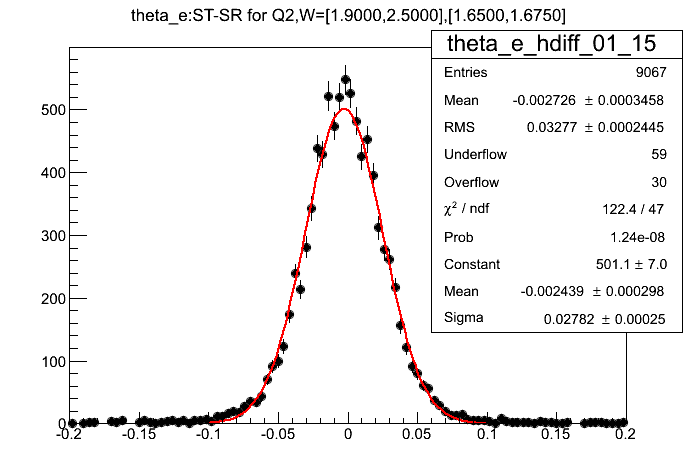 theta_e:ST-SR for Q2,W=[1.9000,2.5000],[1.6500,1.6750]
theta_e_hdiff_01_15
Entries 9067
Mean -0.002726 ± 0.0003458
RMS 0.03277 ± 0.0002445
Underflow 59
Overflow 30
χ² / ndf 122.4 / 47
Prob 1.24e-08
Constant 501.1 ± 7.0
Mean -0.002439 ± 0.000298
Sigma 0.02782 ± 0.00025
500
400
300
200
100
0
-0.2 -0.15 -0.1 -0.05 0 0.05 0.1 0.15 0.2